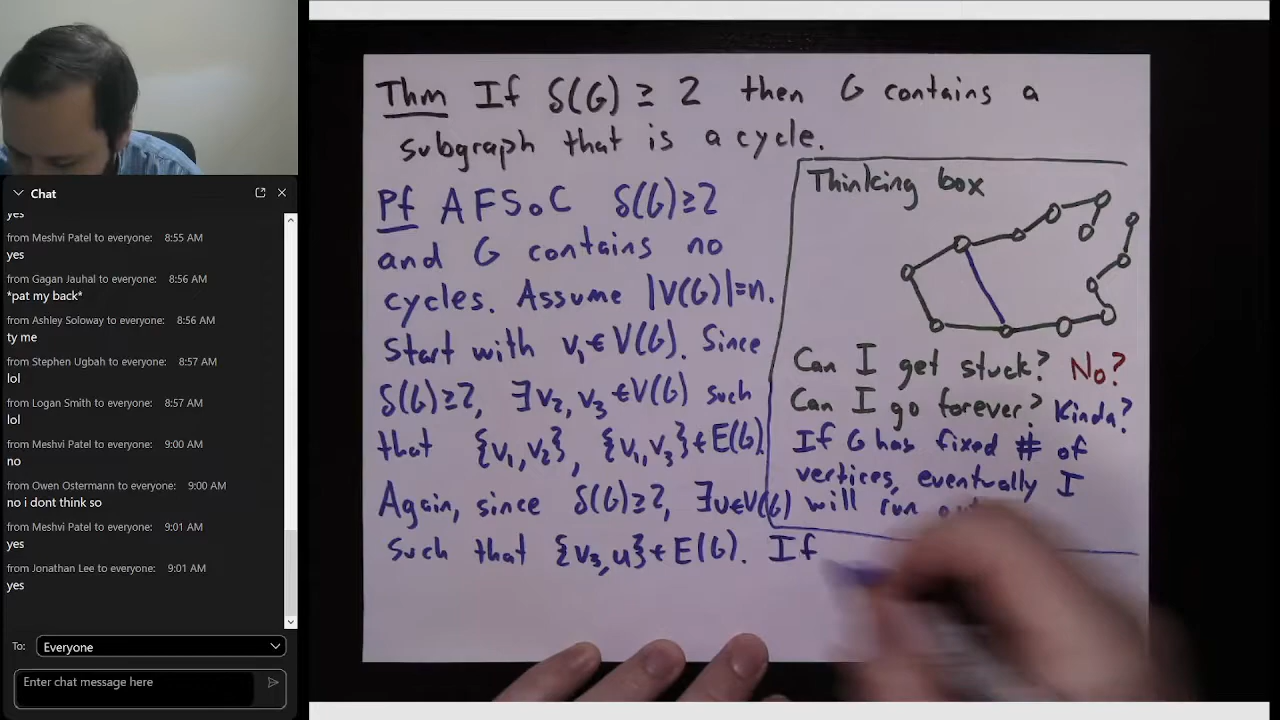 Chat
yes
from Meshvi Patel to everyone: 8:55 AM
yes
from Gagan Jauhal to everyone: 8:56 AM
*pat my back*
from Ashley Soloway to everyone: 8:56 AM
ty me
from Stephen Ugbah to everyone: 8:57 AM
lol
from Logan Smith to everyone: 8:57 AM
lol
from Meshvi Patel to everyone: 9:00 AM
no
from Owen Ostermann to everyone: 9:00 AM
no i dont think so
from Meshvi Patel to everyone: 9:01 AM
yes
from Jonathan Lee to everyone: 9:01 AM
yes
To: Everyone
Enter chat message here
Thm If δ(G) ≥ 2 then G contains a
subgraph that is a cycle.
Pf AFSoC δ(G)≥2
and G contains no
cycles. Assume |V(G)|=n.
Start with v₁∈V(G). Since
δ(G)≥2, ∃v₂,v₃∈V(G) such
that {v₁,v₂}, {v₁,v₃}∈E(G).
Again, since δ(G)≥2, ∃u∈V(G)
such that {v₃,u}∈E(G). If
Thinking box
Can I get stuck? No?
Can I go forever? Kinda?
If G has fixed # of
vertices, eventually I
will run